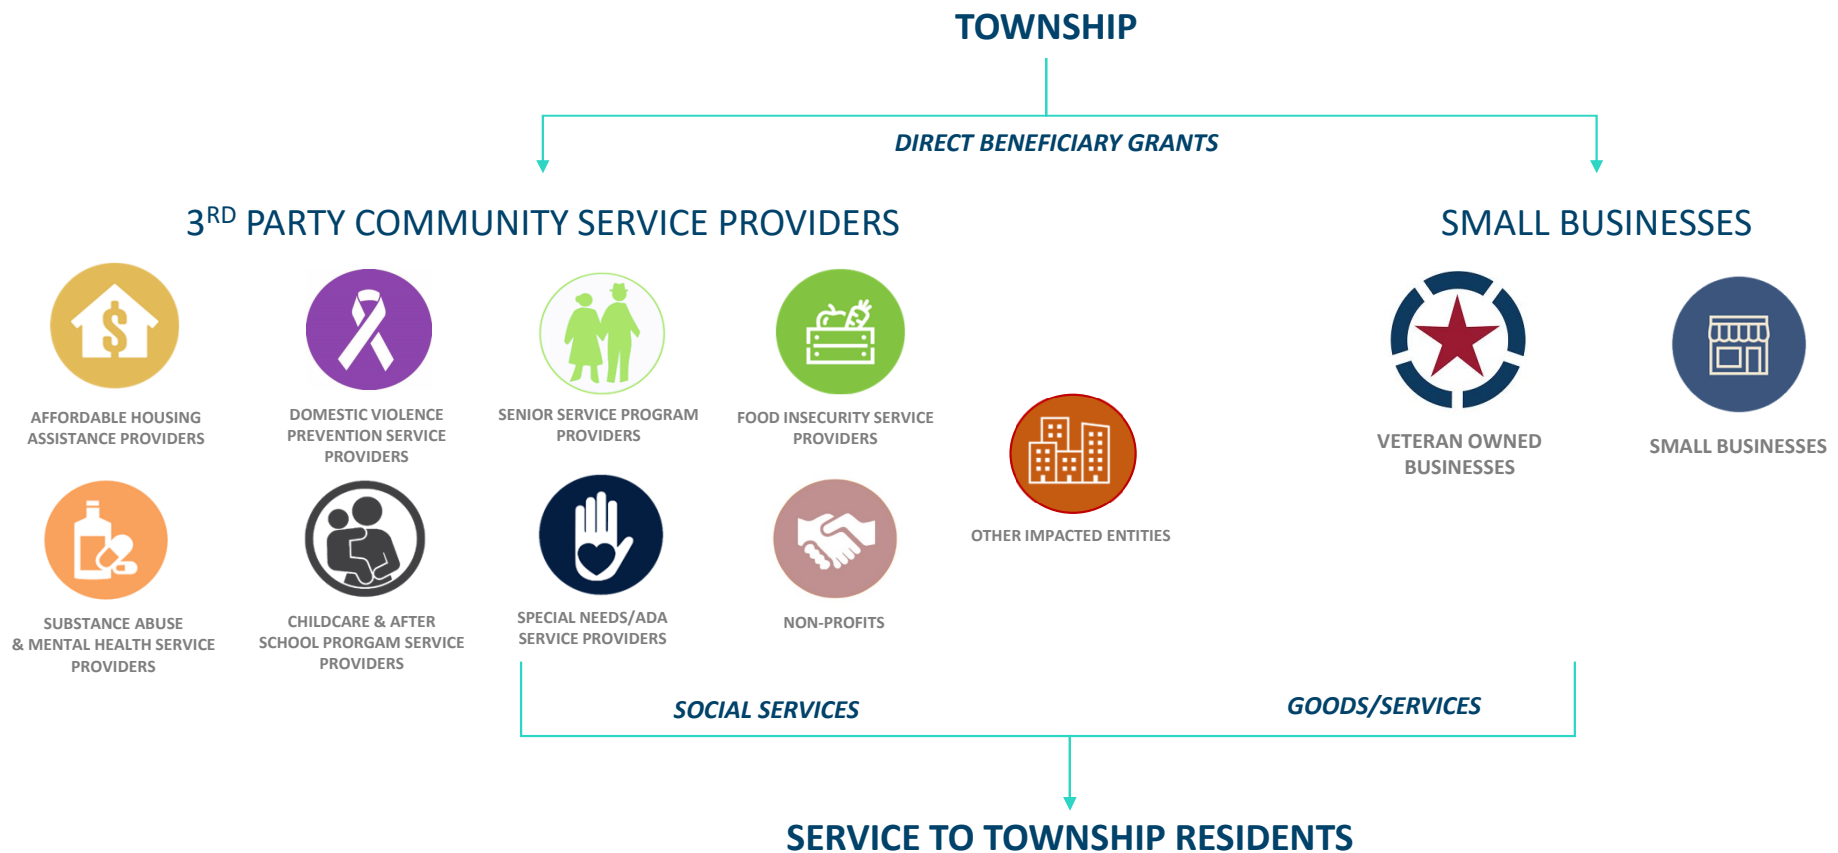 TOWNSHIP
DIRECT BENEFICIARY GRANTS
3RD PARTY COMMUNITY SERVICE PROVIDERS
SMALL BUSINESSES
$
AFFORDABLE HOUSING
ASSISTANCE PROVIDERS
DOMESTIC VIOLENCE
PREVENTION SERVICE
PROVIDERS
SENIOR SERVICE PROGRAM
PROVIDERS
FOOD INSECURITY SERVICE
PROVIDERS
SUBSTANCE ABUSE
& MENTAL HEALTH SERVICE
PROVIDERS
CHILDCARE & AFTER
SCHOOL PRORGAM SERVICE
PROVIDERS
SPECIAL NEEDS/ADA
SERVICE PROVIDERS
NON-PROFITS
OTHER IMPACTED ENTITIES
VETERAN OWNED
BUSINESSES
SMALL BUSINESSES
SOCIAL SERVICES
GOODS/SERVICES
SERVICE TO TOWNSHIP RESIDENTS